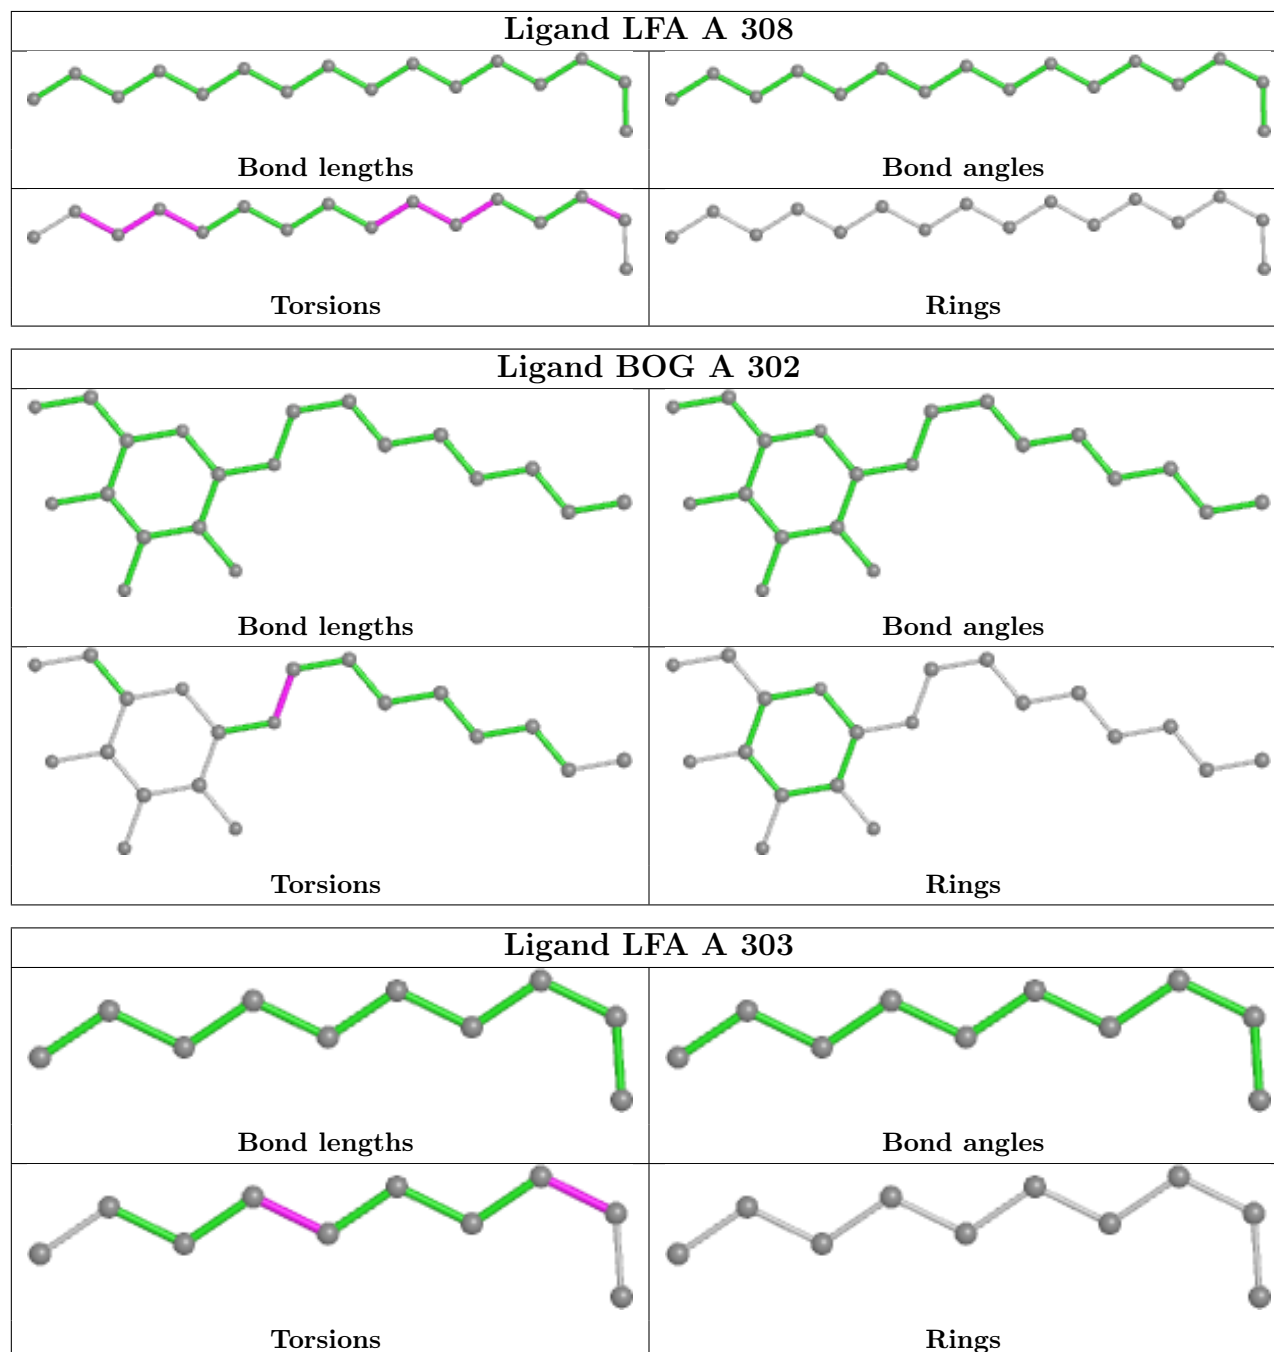 Ligand LFA A 308
Bond lengths Bond angles
Torsions Rings
Ligand BOG A 302
Bond lengths Bond angles
Torsions Rings
Ligand LFA A 303
Bond lengths Bond angles
Torsions Rings